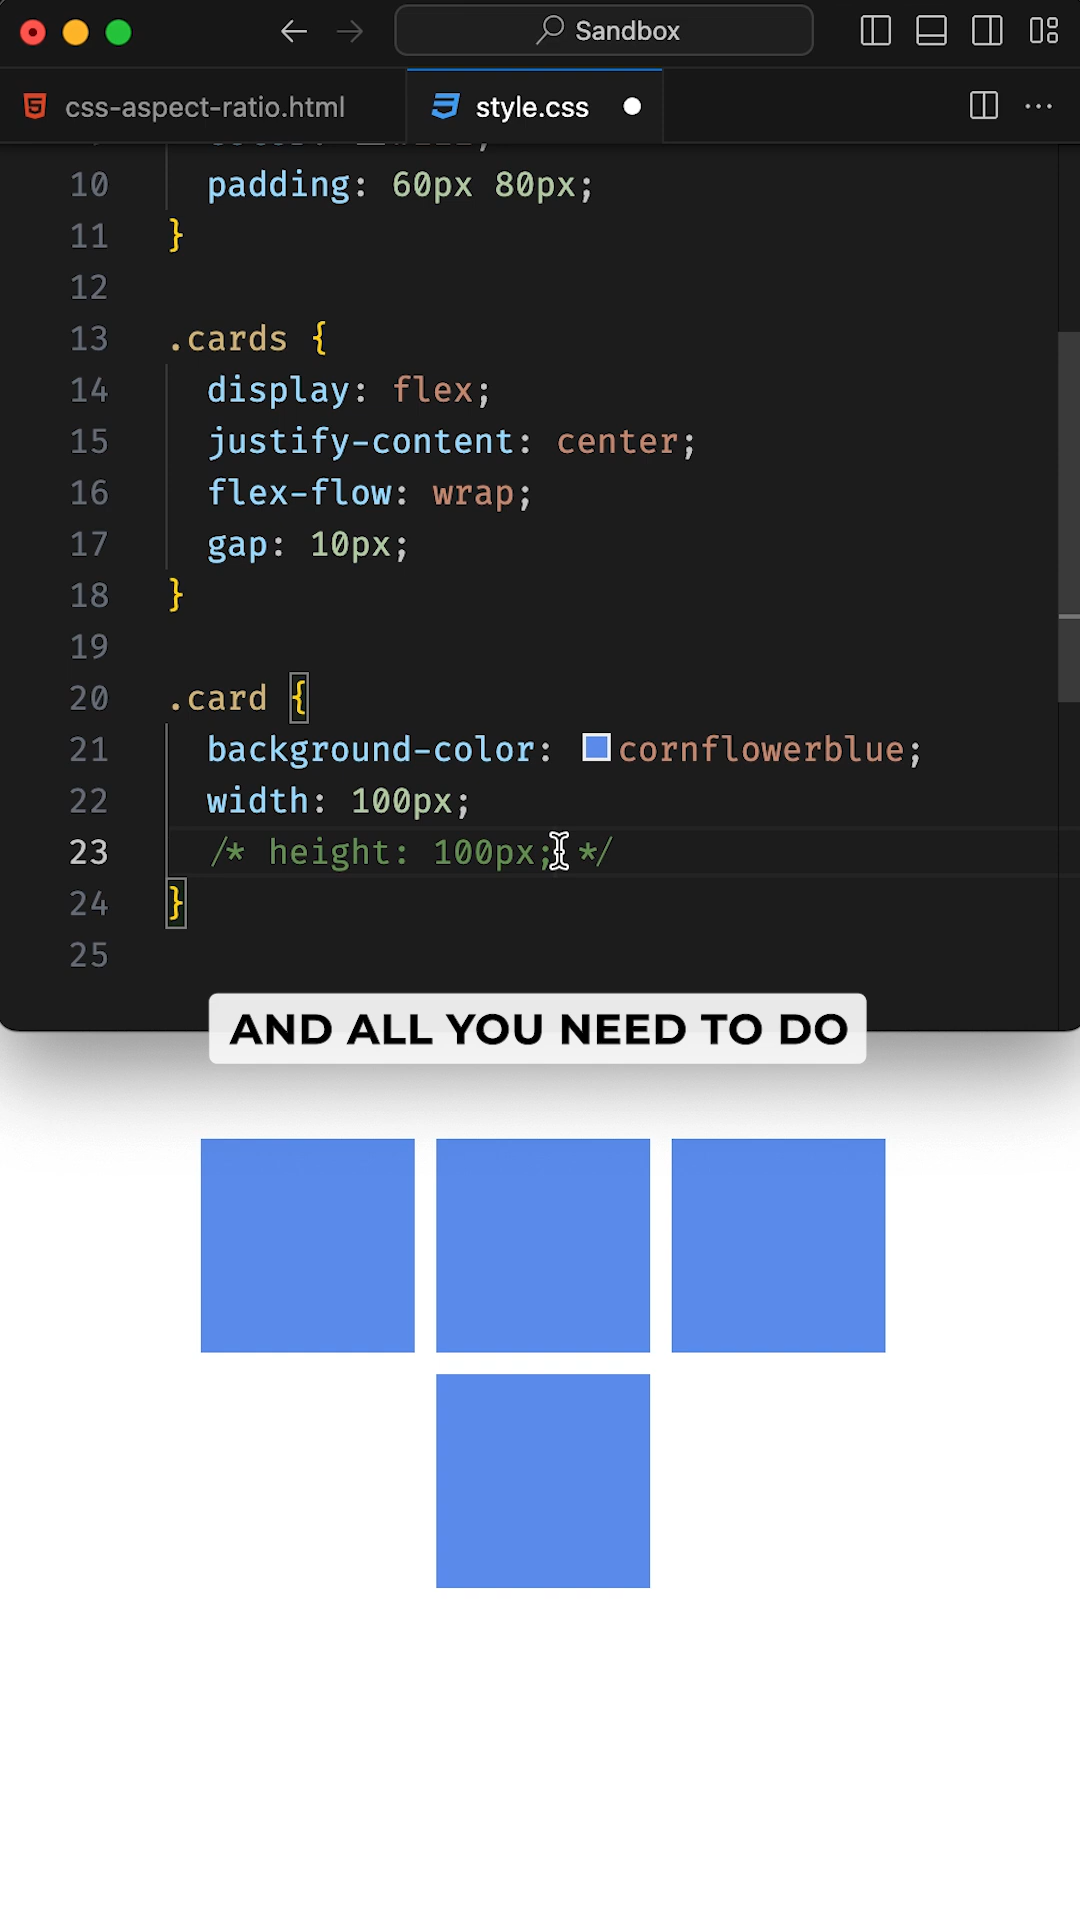 Sandbox
css-aspect-ratio.html
style.css
10 padding: 60px 80px;
11 }
12
13 .cards {
14 display: flex;
15 justify-content: center;
16 flex-flow: wrap;
17 gap: 10px;
18 }
19
20 .card {
21 background-color: cornflowerblue;
22 width: 100px;
23 /* height: 100px; */
24 }
25
AND ALL YOU NEED TO DO